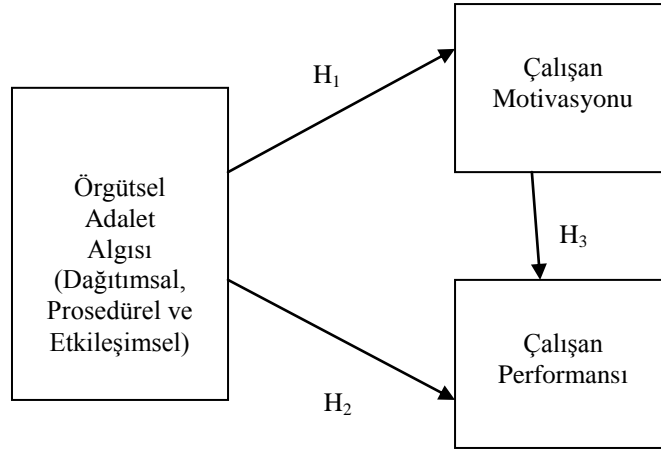 Örgütsel
Adalet
Algısı
(Dağıtımsal,
Prosedürel ve
Etkileşimsel)
H₁
Çalışan
Motivasyonu
H₃
H₂
Çalışan
Performansı